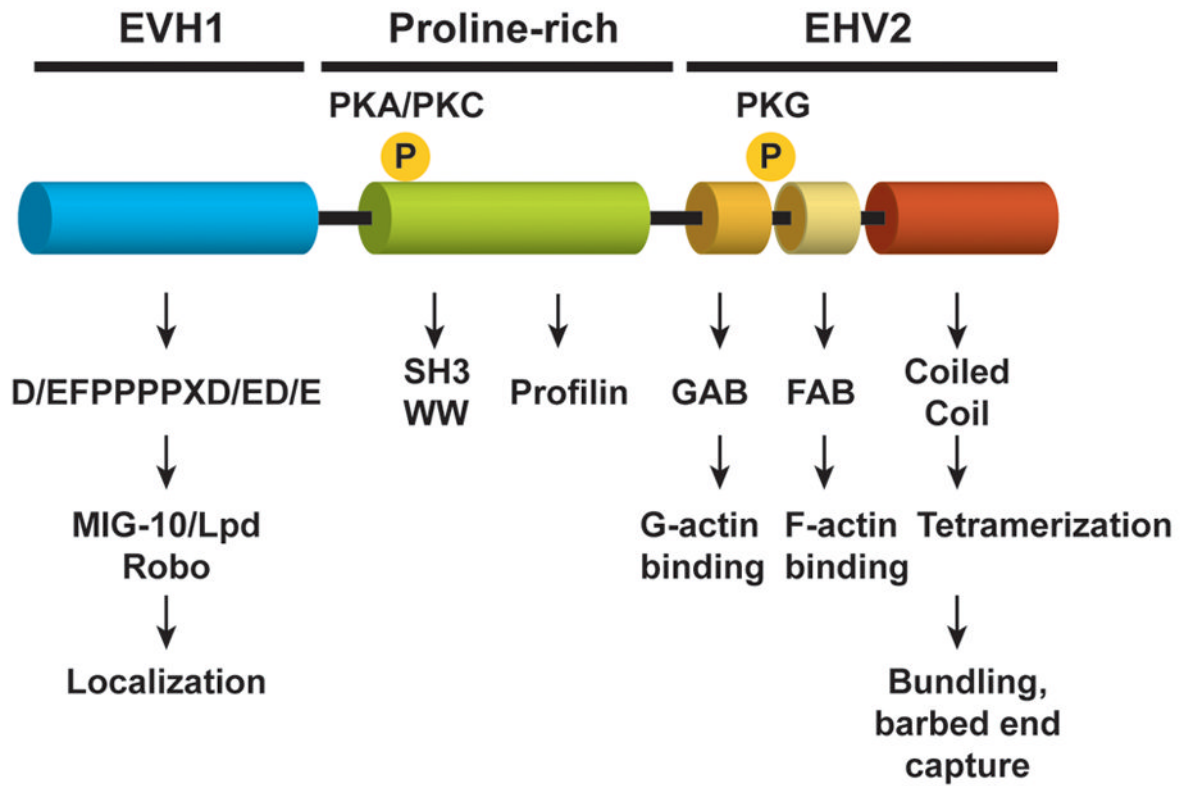 EVH1
Proline-rich
EHV2
PKA/PKC
P
PKG
P
D/EFPPPPXD/ED/E
MIG-10/Lpd
Robo
Localization
SH3
WW
Profilin
GAB
G-actin
binding
FAB
F-actin
binding
Coiled
Coil
Tetramerization
Bundling,
barbed end
capture